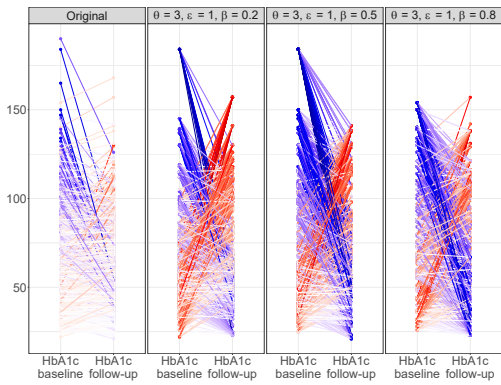 Original
θ = 3, ε = 1, β = 0.2
θ = 3, ε = 1, β = 0.5
θ = 3, ε = 1, β = 0.8
150
100
50
HbA1c HbA1c
baseline follow-up
HbA1c HbA1c
baseline follow-up
HbA1c HbA1c
baseline follow-up
HbA1c HbA1c
baseline follow-up